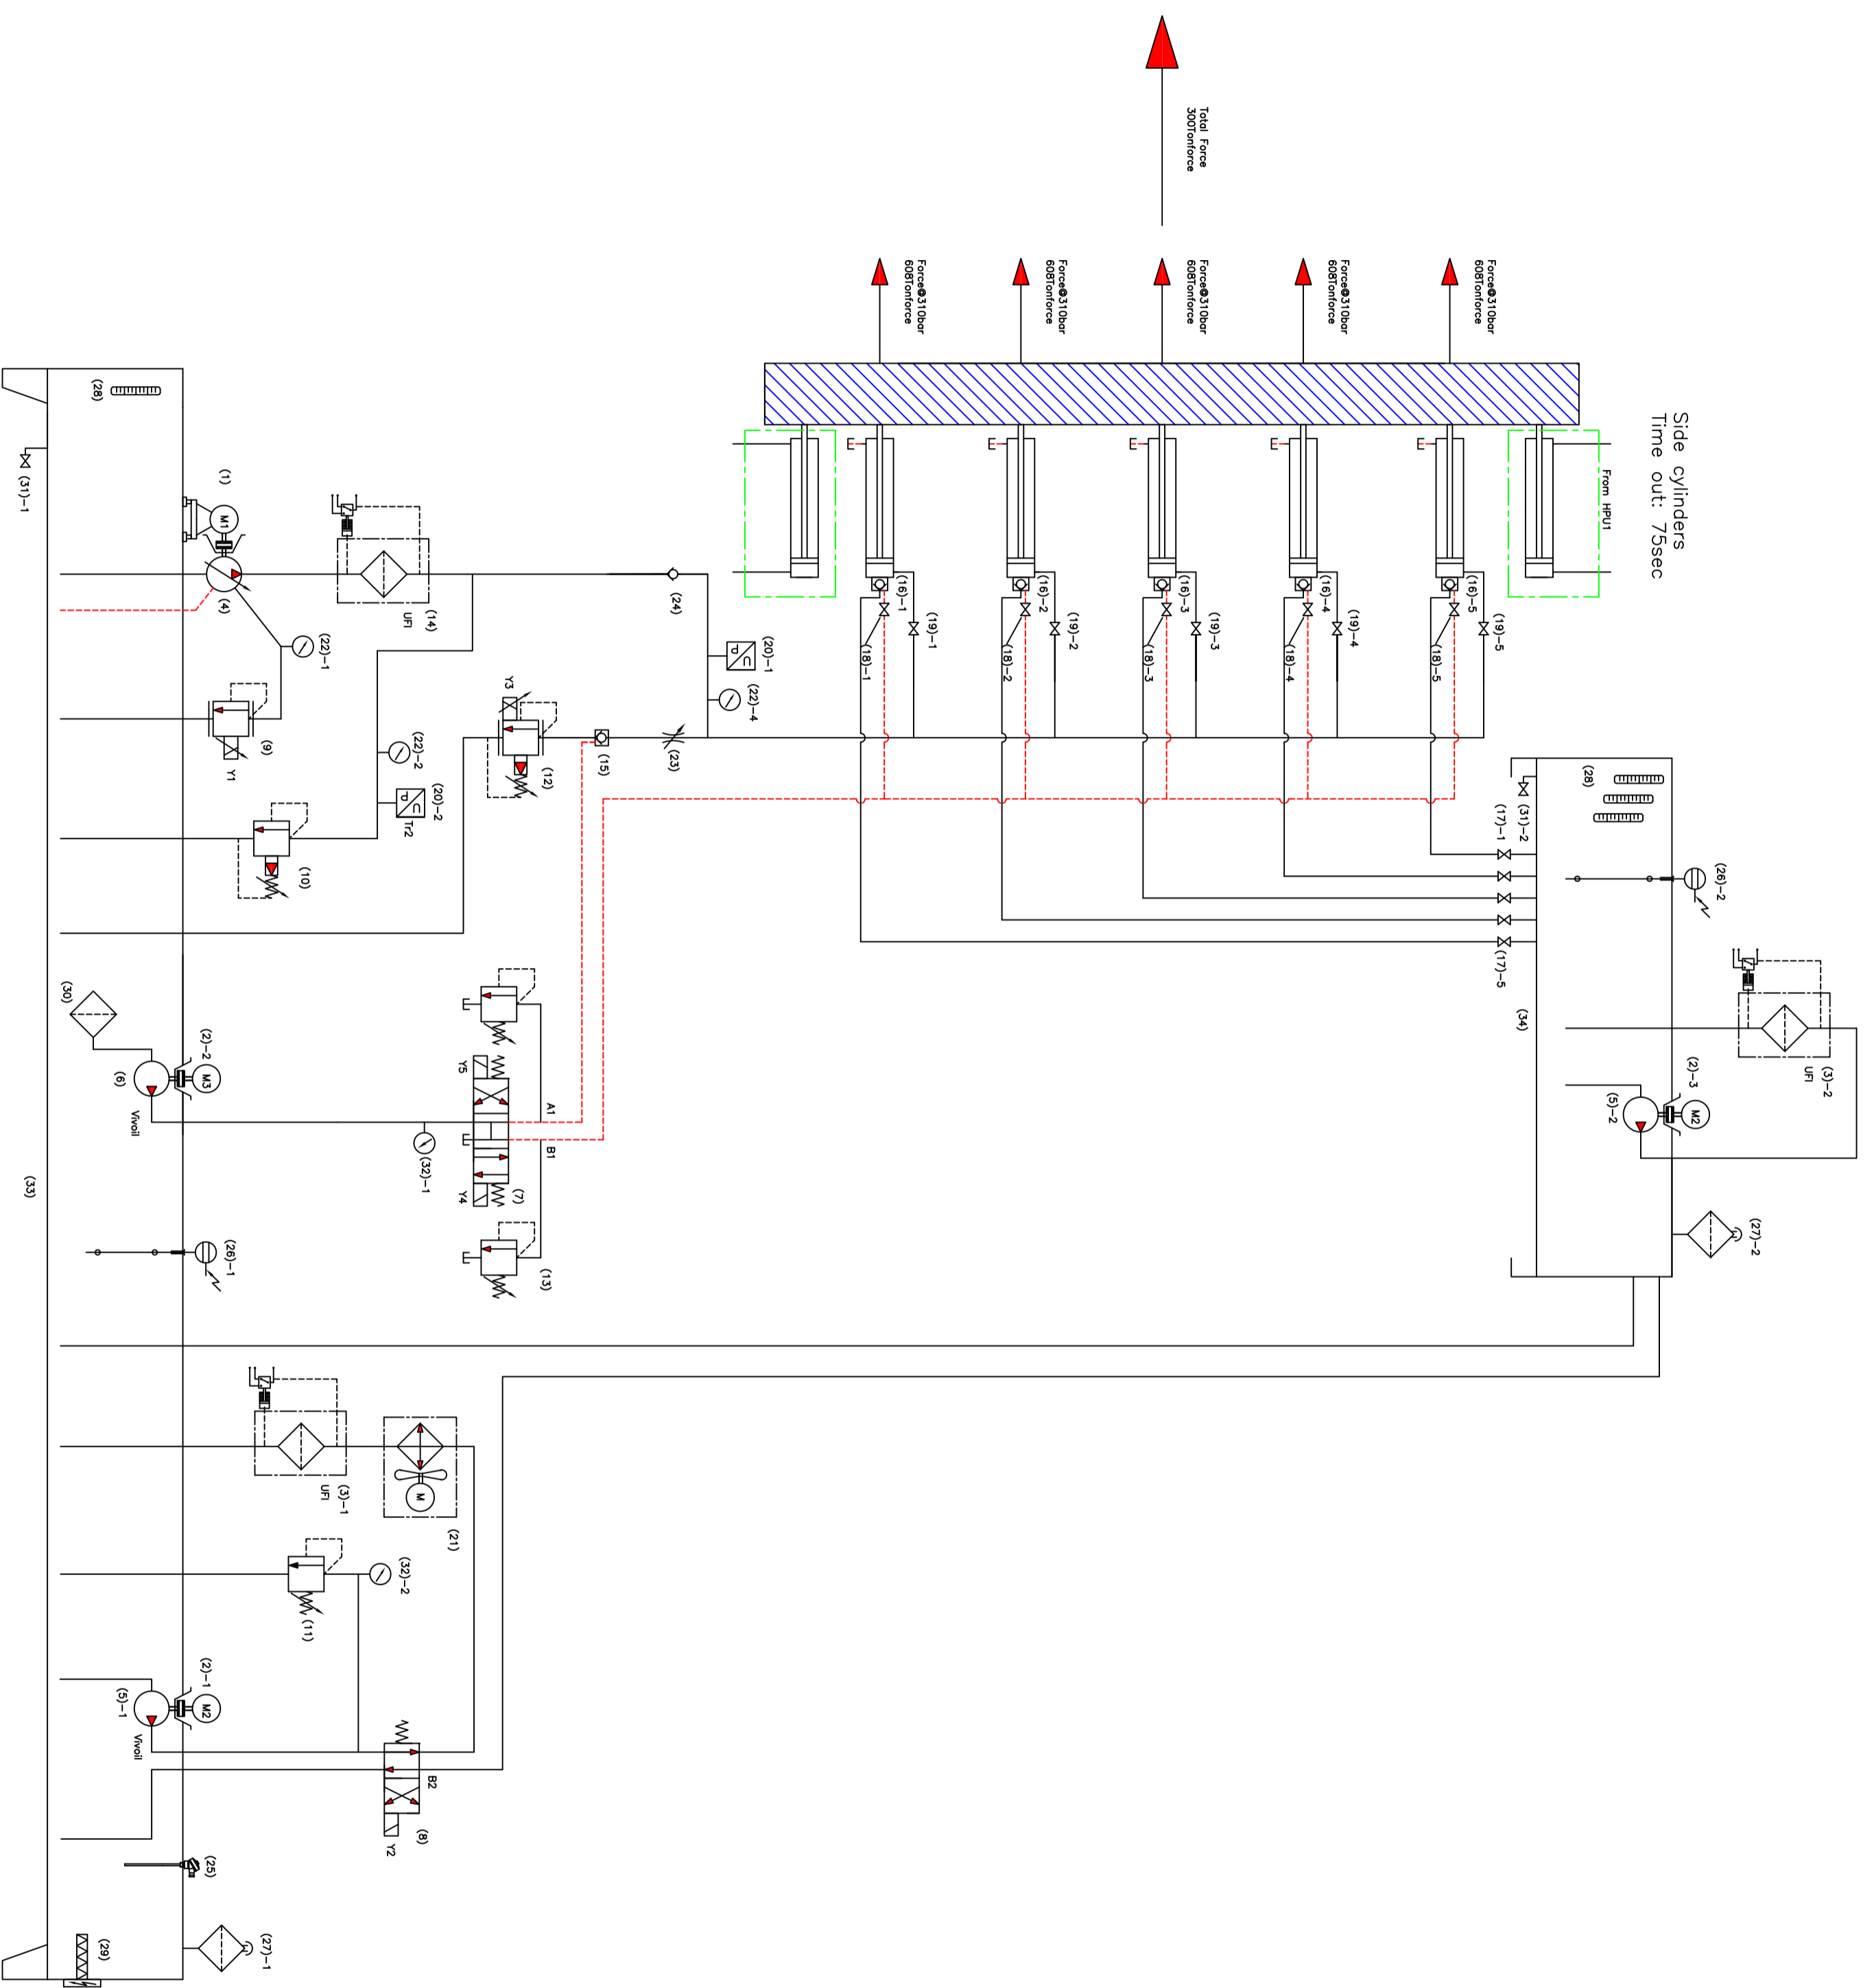 Side cylinders
Time out: 75sec
From HPU1
Total Force
300Tonforce
Force@310bar
608Tonforce
Force@310bar
608Tonforce
Force@310bar
608Tonforce
Force@310bar
608Tonforce
Force@310bar
608Tonforce
(16)-5
(19)-5
(18)-5
(16)-4
(19)-4
(18)-4
(16)-3
(19)-3
(18)-3
(16)-2
(19)-2
(18)-2
(16)-1
(19)-1
(18)-1
(28)
(31)-2
(17)-1
(17)-5
(26)-2
(34)
(3)-2
UFI
(2)-3
M2
(5)-2
(27)-2
(24)
(20)-1
U
P
(22)-4
(23)
(15)
Y3
(12)
(14)
UFI
(1)
M1
(4)
(22)-1
(9)
Y1
(22)-2
(20)-2
U
P
Tr2
(10)
(28)
(31)-1
(30)
(2)-2
M3
(6)
Vivoil
(32)-1
Y5
A1
B1
Y4
(7)
(13)
(26)-1
(33)
(3)-1
UFI
M
(21)
(32)-2
(11)
(2)-1
M2
(5)-1
Vivoil
B2
(8)
Y2
(25)
(27)-1
(29)